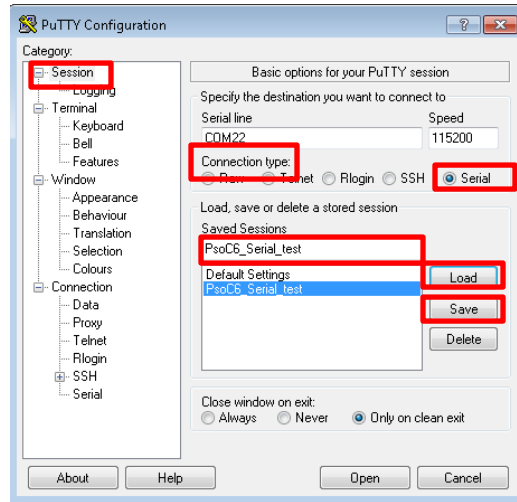 PuTTY Configuration
Category:
Session
Logging
Terminal
Keyboard
Bell
Features
Window
Appearance
Behaviour
Translation
Selection
Colours
Connection
Data
Proxy
Telnet
Rlogin
SSH
Serial
Basic options for your PuTTY session
Specify the destination you want to connect to
Serial line Speed
COM22 115200
Connection type:
Raw Telnet Rlogin SSH Serial
Load, save or delete a stored session
Saved Sessions
PsoC6_Serial_test
Default Settings
PsoC6_Serial_test
Load
Save
Delete
Close window on exit:
Always Never Only on clean exit
About Help Open Cancel